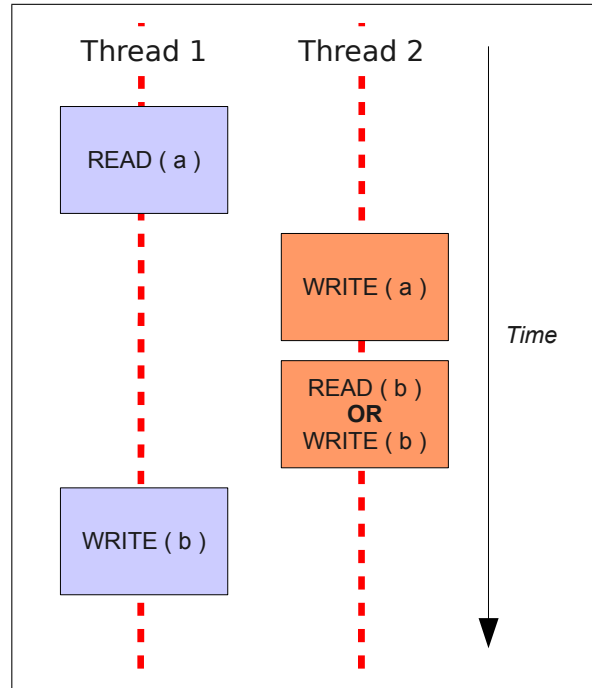 Thread 1
Thread 2
READ ( a )
WRITE ( a )
Time
READ ( b )
OR
WRITE ( b )
WRITE ( b )